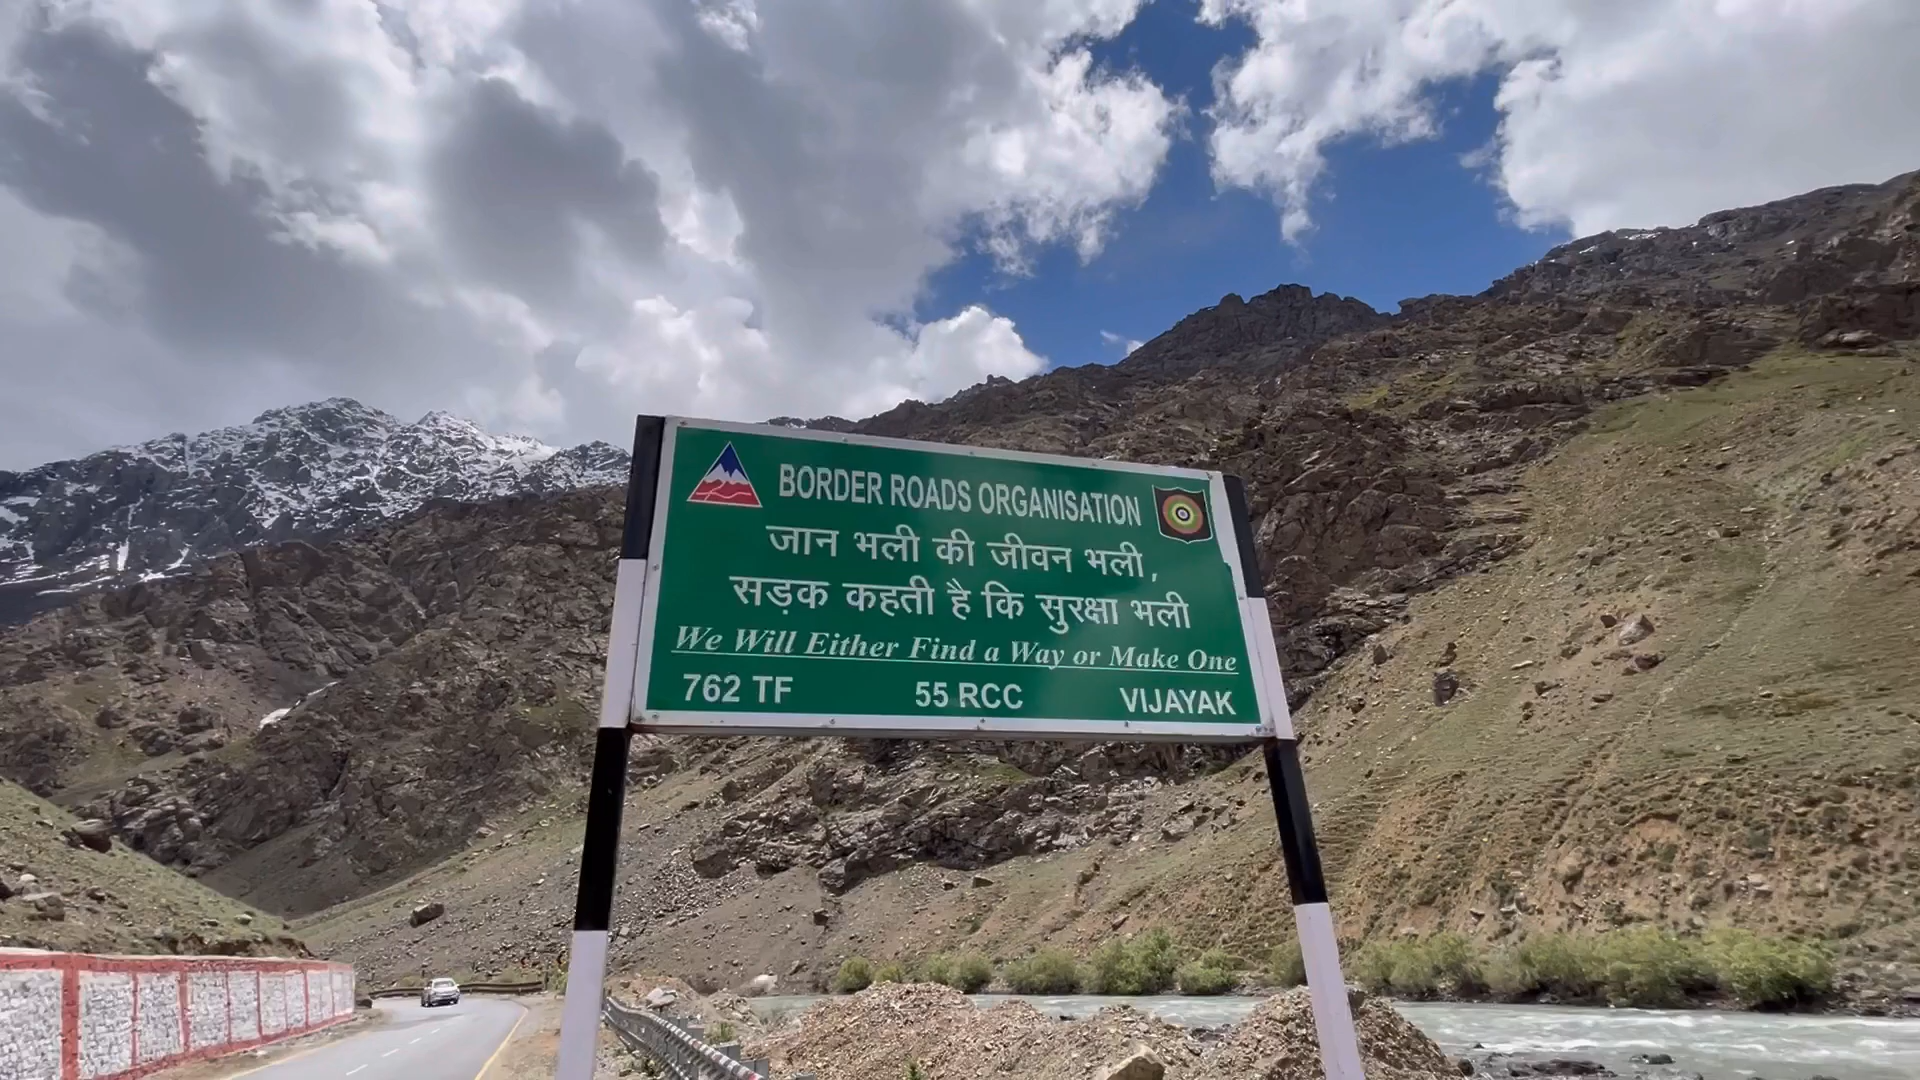 BORDER ROADS ORGANISATION
जान भली की जीवन भली,
सड़क कहती है कि सुरक्षा भली
We Will Either Find a Way or Make One
762 TF 55 RCC VIJAYAK